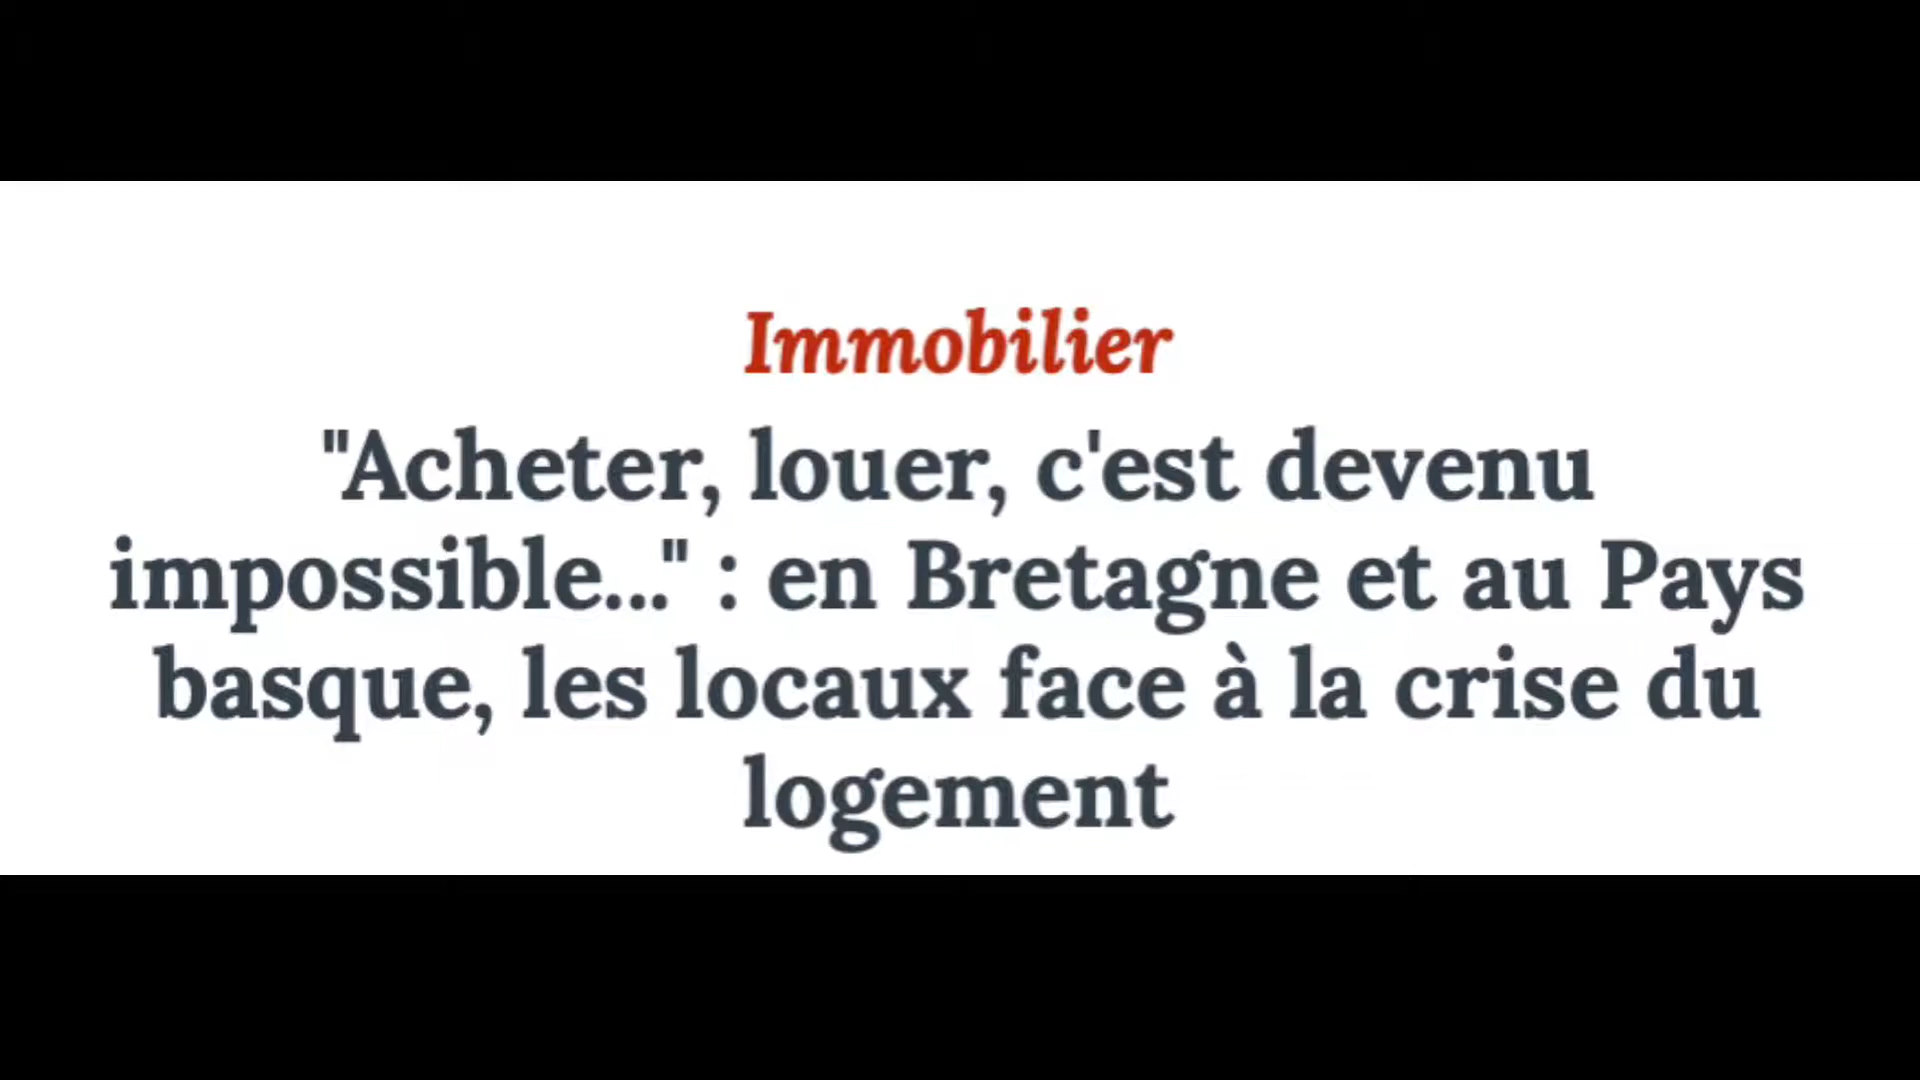 Immobilier
"Acheter, louer, c'est devenu
impossible..." : en Bretagne et au Pays
basque, les locaux face à la crise du
logement